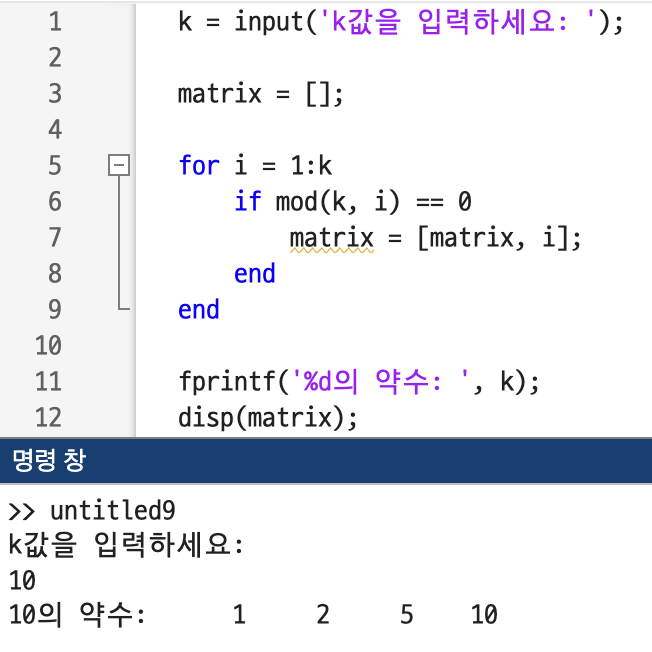 1 k = input('k값을 입력하세요: ');
2
3 matrix = [];
4
5 for i = 1:k
6 if mod(k, i) == 0
7 matrix = [matrix, i];
8 end
9 end
10
11 fprintf('%d의 약수: ', k);
12 disp(matrix);
명령 창
>> untitled9
k값을 입력하세요:
10
10의 약수: 1 2 5 10